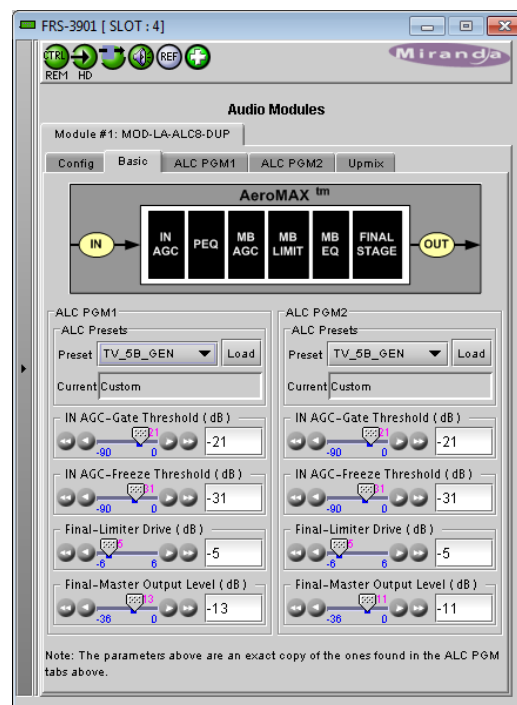 FRS-3901 [ SLOT : 4]
CTRL REF
REM HD
Miranda
Audio Modules
Module #1: MOD-LA-ALC8-DUP
Config Basic ALC PGM1 ALC PGM2 Upmix
AeroMAX tm
IN IN AGC PEQ MB AGC MB LIMIT MB EQ FINAL STAGE OUT
ALC PGM1
ALC Presets
Preset TV_5B_GEN Load
Current Custom
IN AGC-Gate Threshold ( dB )
21
-90 0 -21
IN AGC-Freeze Threshold ( dB )
31
-90 0 -31
Final-Limiter Drive ( dB )
5
-6 6 -5
Final-Master Output Level ( dB )
13
-36 0 -13
ALC PGM2
ALC Presets
Preset TV_5B_GEN Load
Current Custom
IN AGC-Gate Threshold ( dB )
21
-90 0 -21
IN AGC-Freeze Threshold ( dB )
31
-90 0 -31
Final-Limiter Drive ( dB )
5
-6 6 -5
Final-Master Output Level ( dB )
11
-36 0 -11
Note: The parameters above are an exact copy of the ones found in the ALC PGM
tabs above.